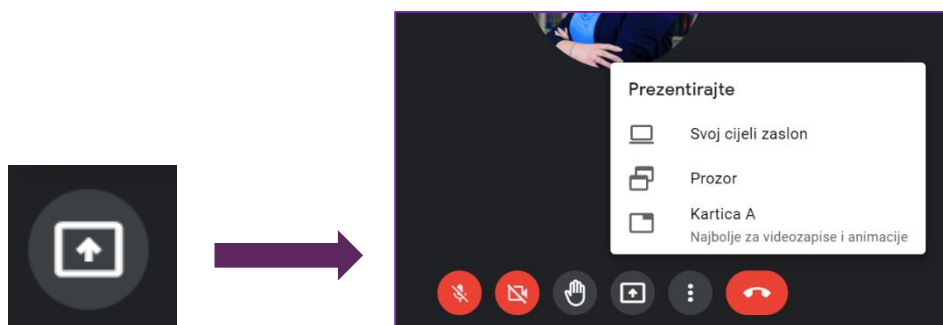 Prezentirajte
Svoj cijeli zaslon
Prozor
Kartica A
Najbolje za videozapise i animacije